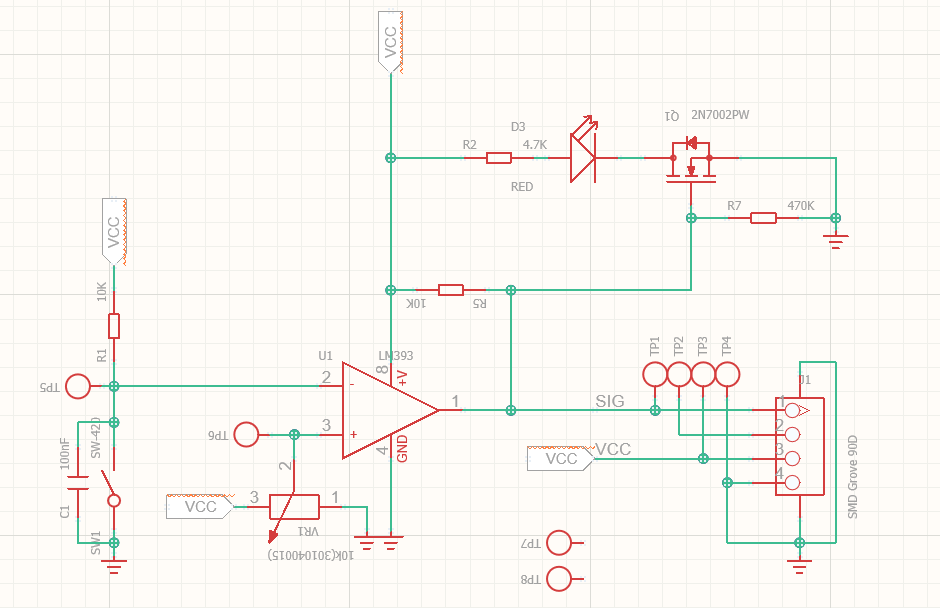 VCC
D3
R2
4.7K
RED
Q1
2N7002PW
R7
470K
VCC
10K
R1
10K
R5
U1
LM393
8
+V
2
-
1
3
+
4
GND
TP5
TP6
2
SW-420
100nF
C1
SW1
VCC
3
1
VR1
10K(301040015)
SIG
TP1
TP2
TP3
TP4
J1
1
2
3
4
VCC
VCC
SMD Grove 90D
TP7
TP8